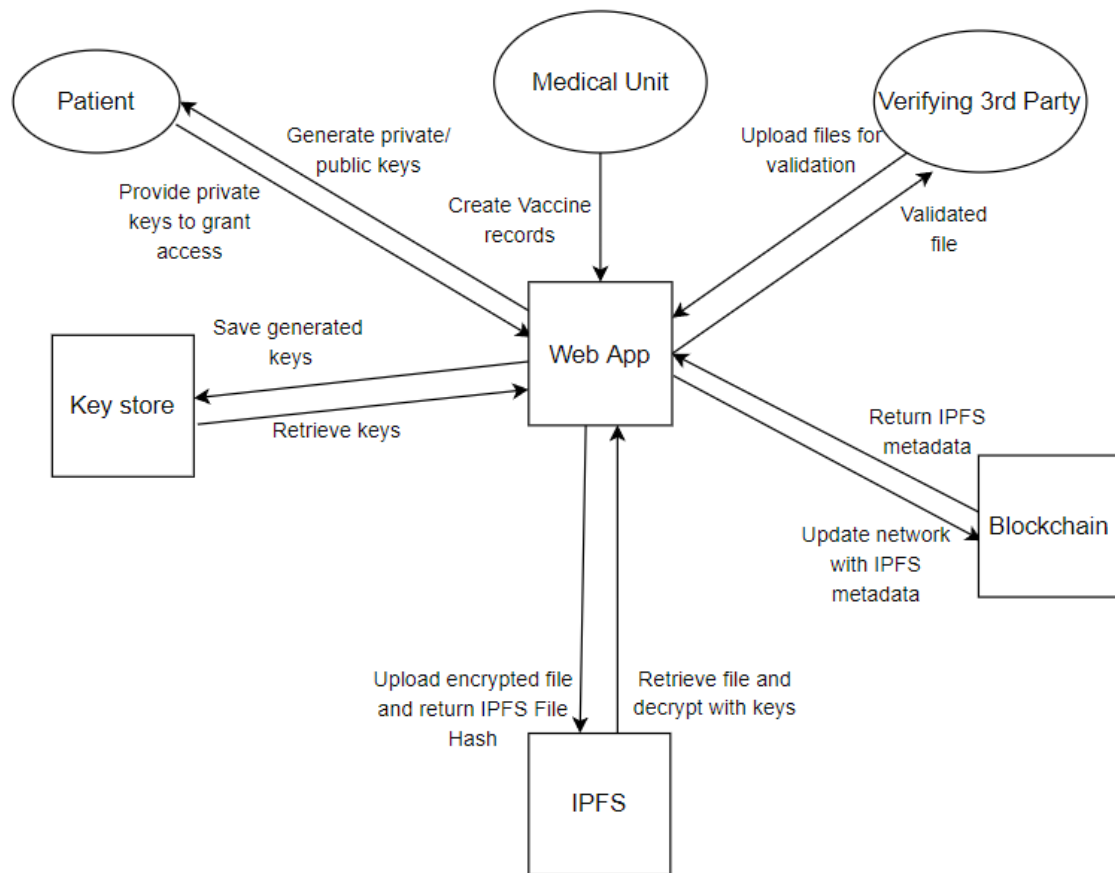 Patient
Medical Unit
Verifying 3rd Party
Generate private/
public keys
Provide private
keys to grant
access
Create Vaccine
records
Upload files for
validation
Validated
file
Save generated
keys
Key store
Retrieve keys
Web App
Return IPFS
metadata
Blockchain
Update network
with IPFS
metadata
Upload encrypted file
and return IPFS File
Hash
Retrieve file and
decrypt with keys
IPFS